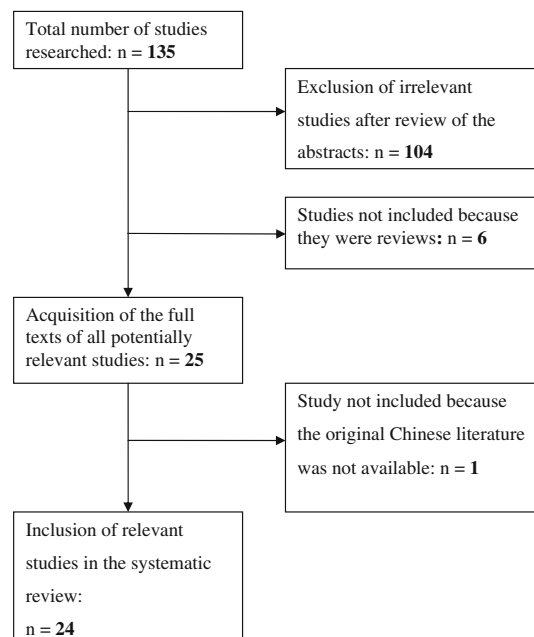 Total number of studies
researched: n = 135
Exclusion of irrelevant
studies after review of the
abstracts: n = 104
Studies not included because
they were reviews: n = 6
Acquisition of the full
texts of all potentially
relevant studies: n = 25
Study not included because
the original Chinese literature
was not available: n = 1
Inclusion of relevant
studies in the systematic
review:
n = 24